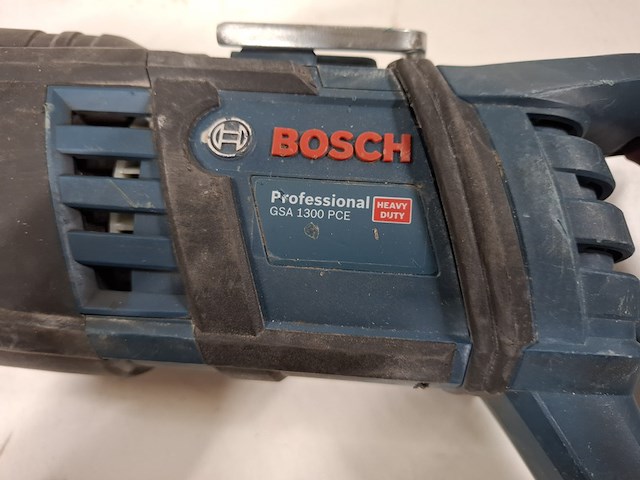 BOSCH
Professional
GSA 1300 PCE
HEAVY
DUTY